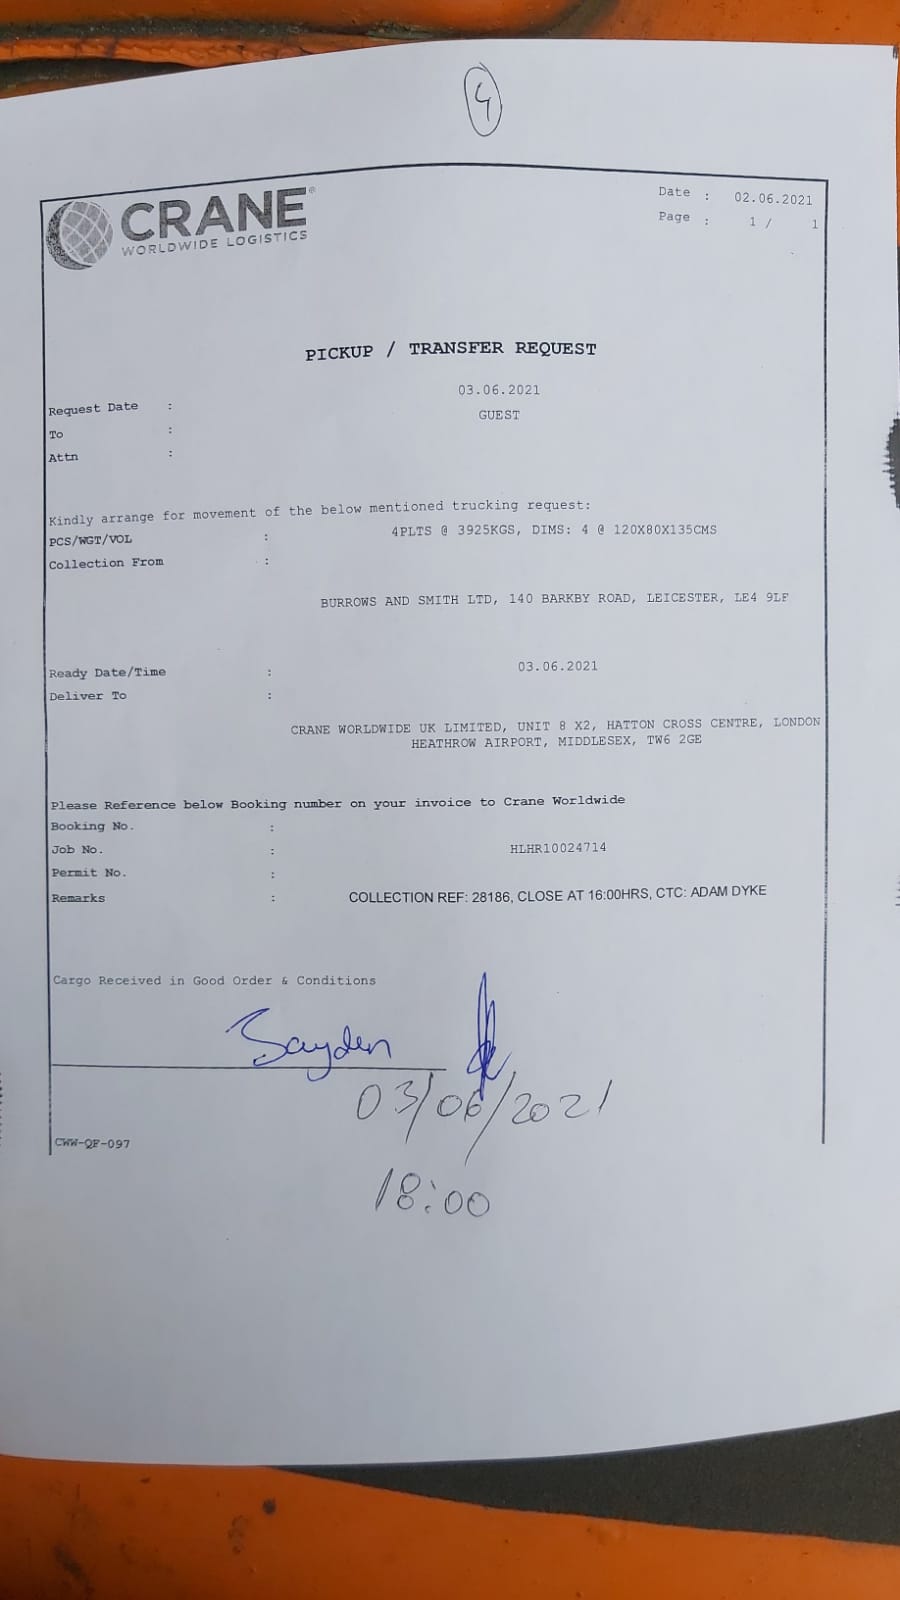 4
CRANE®
WORLDWIDE LOGISTICS
Date : 02.06.2021
Page : 1 / 1
PICKUP / TRANSFER REQUEST
Request Date : 03.06.2021
To : GUEST
Attn :
Kindly arrange for movement of the below mentioned trucking request:
PCS/WGT/VOL : 4PLTS @ 3925KGS, DIMS: 4 @ 120X80X135CMS
Collection From :
BURROWS AND SMITH LTD, 140 BARKBY ROAD, LEICESTER, LE4 9LF
Ready Date/Time : 03.06.2021
Deliver To :
CRANE WORLDWIDE UK LIMITED, UNIT 8 X2, HATTON CROSS CENTRE, LONDON
HEATHROW AIRPORT, MIDDLESEX, TW6 2GE
Please Reference below Booking number on your invoice to Crane Worldwide
Booking No. :
Job No. : HLHR10024714
Permit No. :
Remarks : COLLECTION REF: 28186, CLOSE AT 16:00HRS, CTC: ADAM DYKE
Cargo Received in Good Order & Conditions
Sayden
03/06/2021
CWW-QF-097
18:00